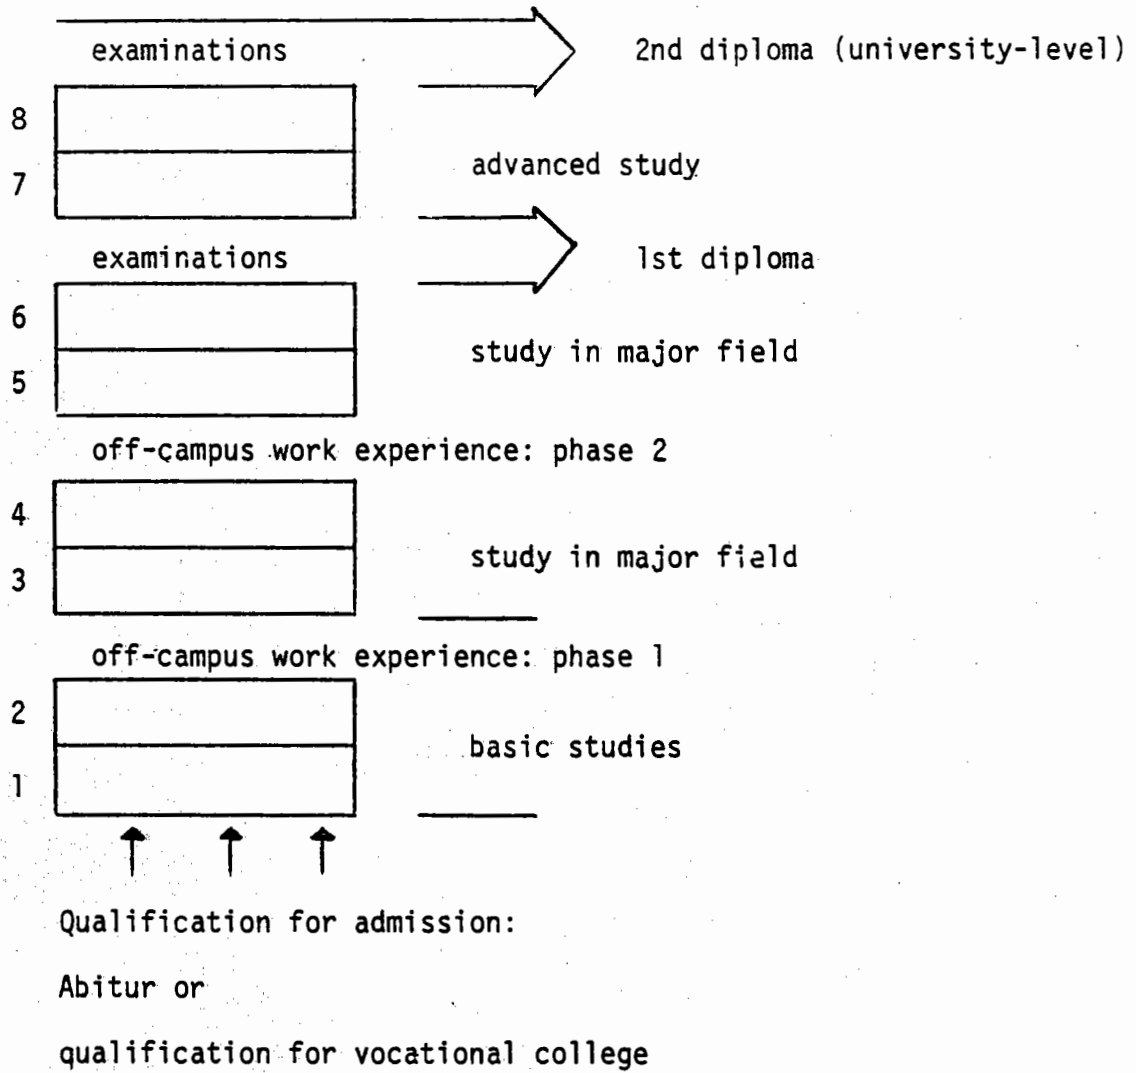 examinations 2nd diploma (university-level)
8
advanced study
7
examinations 1st diploma
6
study in major field
5
off-campus work experience: phase 2
4
study in major field
3
off-campus work experience: phase 1
2
basic studies
1
Qualification for admission:
Abitur or
qualification for vocational college